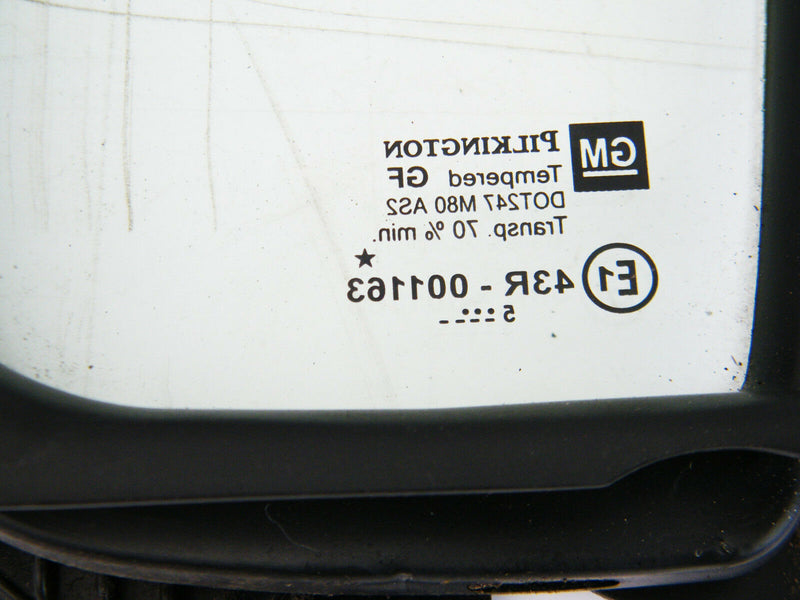 GM PILKINGTON
Tempered GF
DOT247 M80 AS2
Transp. 70 % min.
E1 43R - 001163
5